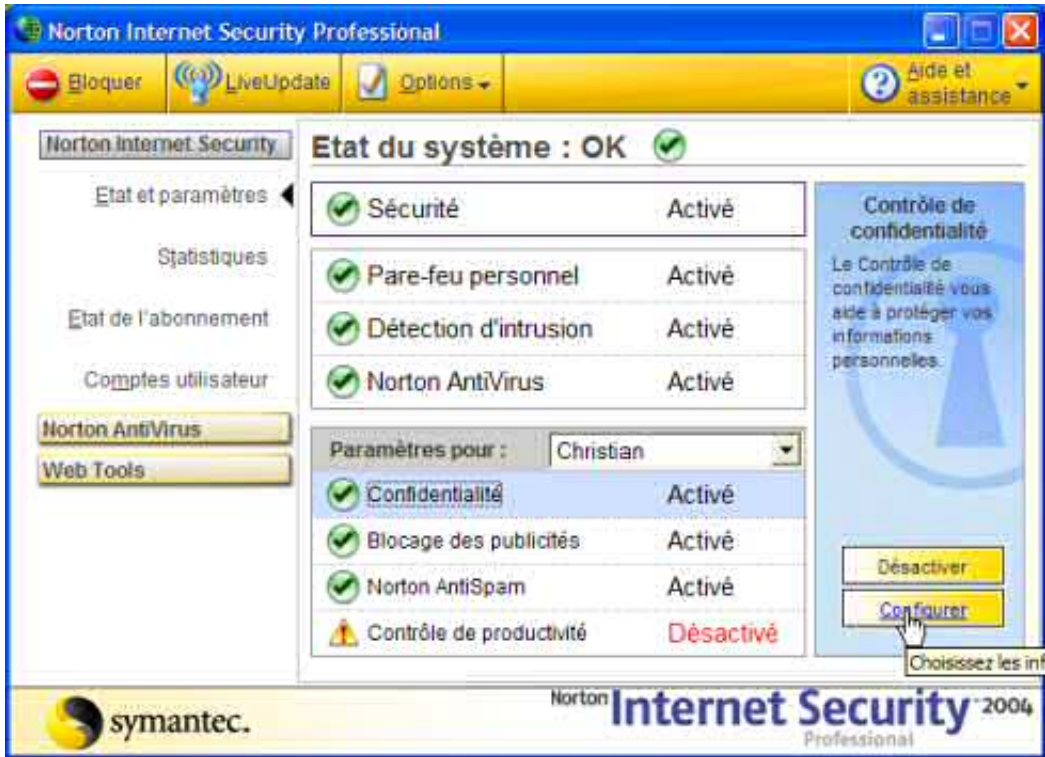 Norton Internet Security Professional
Bloquer
LiveUpdate
Options
Aide et
assistance
Norton Internet Security
Etat et paramètres
Statistiques
Etat de l'abonnement
Comptes utilisateur
Norton AntiVirus
Web Tools
Etat du système : OK
Sécurité Activé
Pare-feu personnel Activé
Détection d'intrusion Activé
Norton AntiVirus Activé
Paramètres pour : Christian
Confidentialité Activé
Blocage des publicités Activé
Norton AntiSpam Activé
Contrôle de productivité Désactivé
Contrôle de
confidentialité
Le Contrôle de
confidentialité vous
aide à protéger vos
informations
personnelles.
Désactiver
Configurer
Choisissez les inf
symantec.
Norton Internet Security 2004
Professional